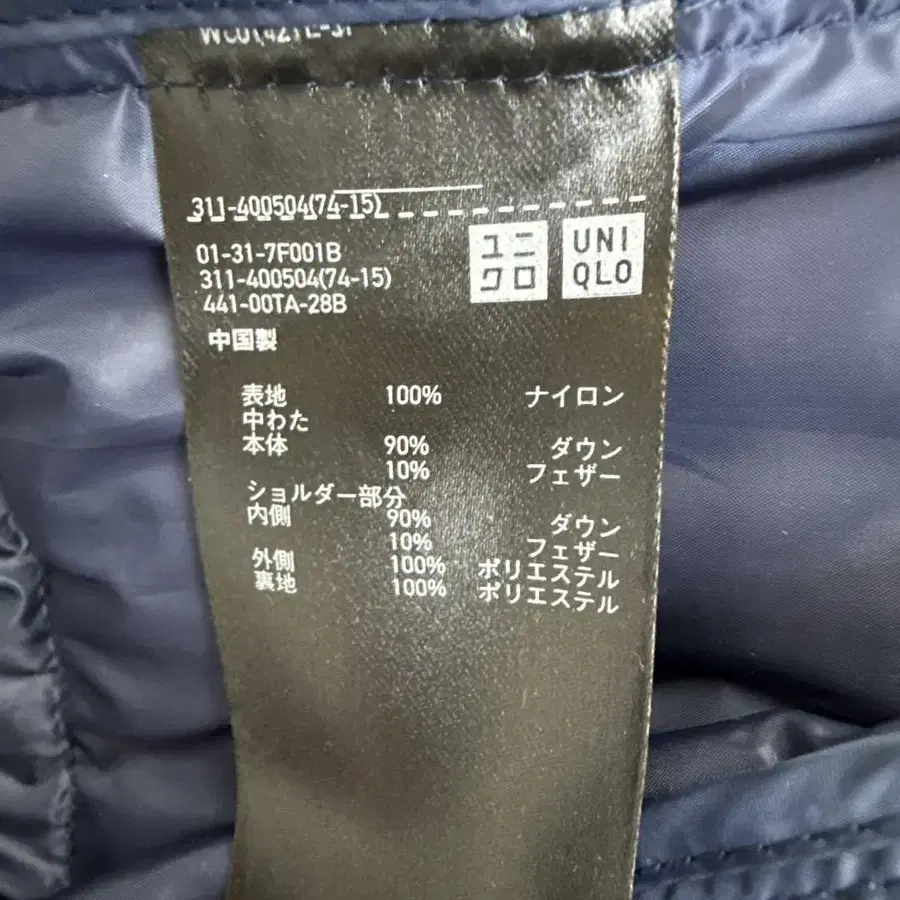 311-400504(74-15)
01-31-7F001B
311-400504(74-15)
441-00TA-28B
ユニクロ
UNIQLO
中国製
表地 100% ナイロン
中わた
本体 90% ダウン
10% フェザー
ショルダー部分
内側 90% ダウン
10% フェザー
外側 100% ポリエステル
裏地 100% ポリエステル